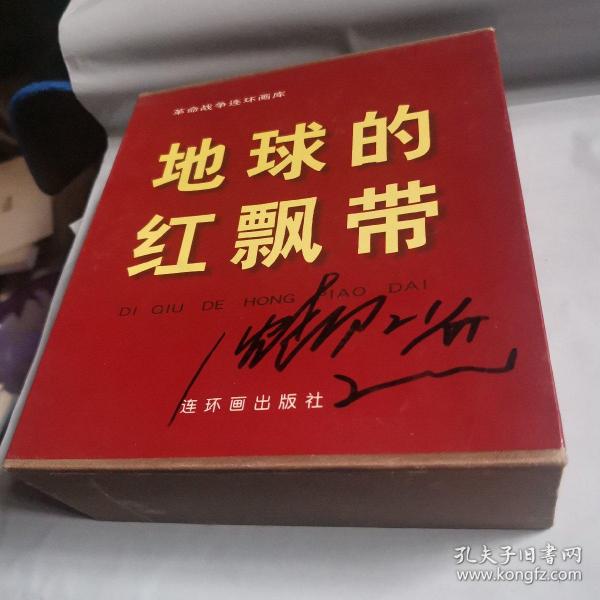 革命战争连环画库
地球的
红飘带
DI QIU DE HONG PIAO DAI
连环画出版社
孔夫子旧书网
www.kongfz.com